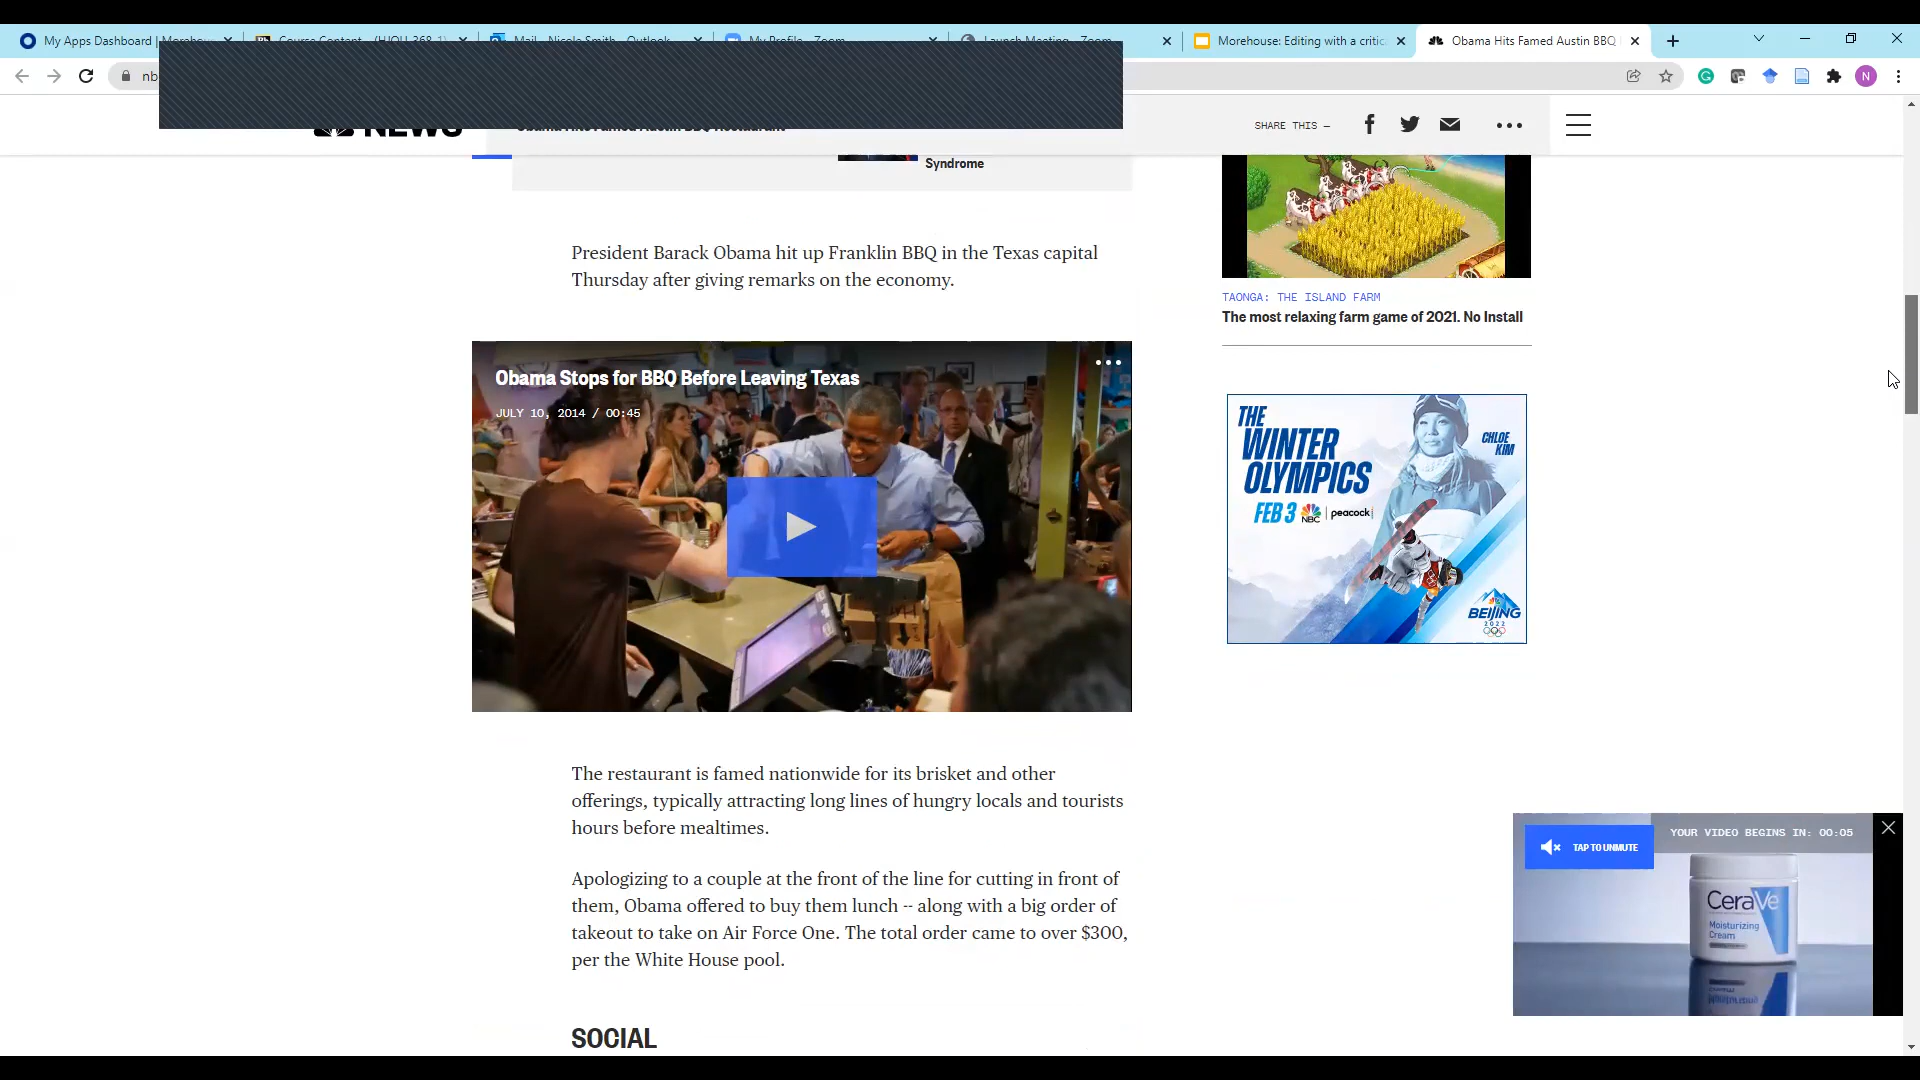 My Apps Dashboard | Moreho
Course Content - (HJOU-368-1)
Mail - Nicole Smith - Outlook
My Profile - Zoom
Launch Meeting - Zoom
Morehouse: Editing with a critic
Obama Hits Famed Austin BBQ
nb
N
NEWS
Obama Hits Famed Austin BBQ Restaurant
SHARE THIS —
Syndrome
President Barack Obama hit up Franklin BBQ in the Texas capital
Thursday after giving remarks on the economy.
Obama Stops for BBQ Before Leaving Texas
JULY 10, 2014 / 00:45
The restaurant is famed nationwide for its brisket and other
offerings, typically attracting long lines of hungry locals and tourists
hours before mealtimes.
Apologizing to a couple at the front of the line for cutting in front of
them, Obama offered to buy them lunch -- along with a big order of
takeout to take on Air Force One. The total order came to over $300,
per the White House pool.
SOCIAL
TAONGA: THE ISLAND FARM
The most relaxing farm game of 2021. No Install
THE
WINTER
OLYMPICS
FEB 3 NBC | peacock
CHLOE
KIM
BEIJING
2022
TAP TO UNMUTE
YOUR VIDEO BEGINS IN: 00:05
CeraVe
Moisturizing
Cream